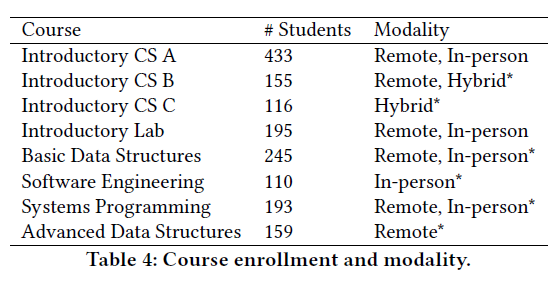 Course # Students Modality
Introductory CS A 433 Remote, In-person
Introductory CS B 155 Remote, Hybrid*
Introductory CS C 116 Hybrid*
Introductory Lab 195 Remote, In-person
Basic Data Structures 245 Remote, In-person*
Software Engineering 110 In-person*
Systems Programming 193 Remote, In-person*
Advanced Data Structures 159 Remote*
Table 4: Course enrollment and modality.